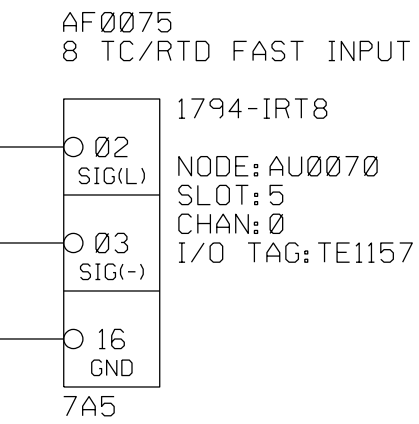 AF0075
8 TC/RTD FAST INPUT
1794-IRT8
02
SIG(L)
NODE:AU0070
SLOT:5
CHAN:0
03
SIG(-)
I/O TAG:TE1157
16
GND
7A5